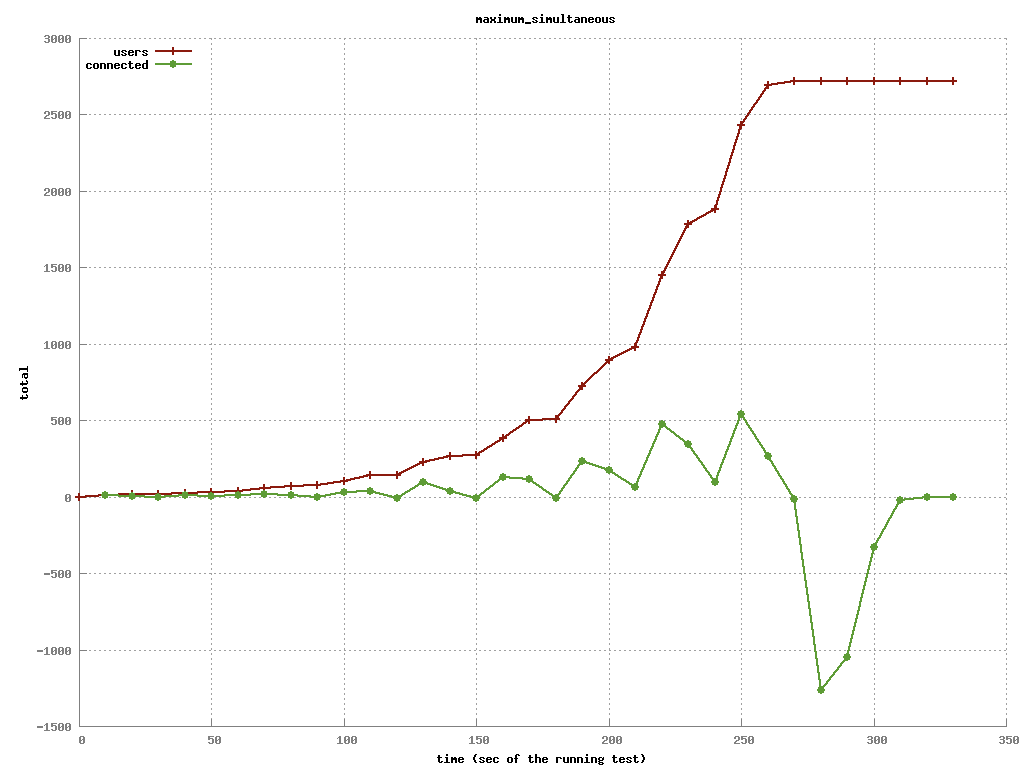 maximum_simultaneous
users
connected
3000
2500
2000
1500
1000
500
0
-500
-1000
-1500
total
0 50 100 150 200 250 300 350
time (sec of the running test)